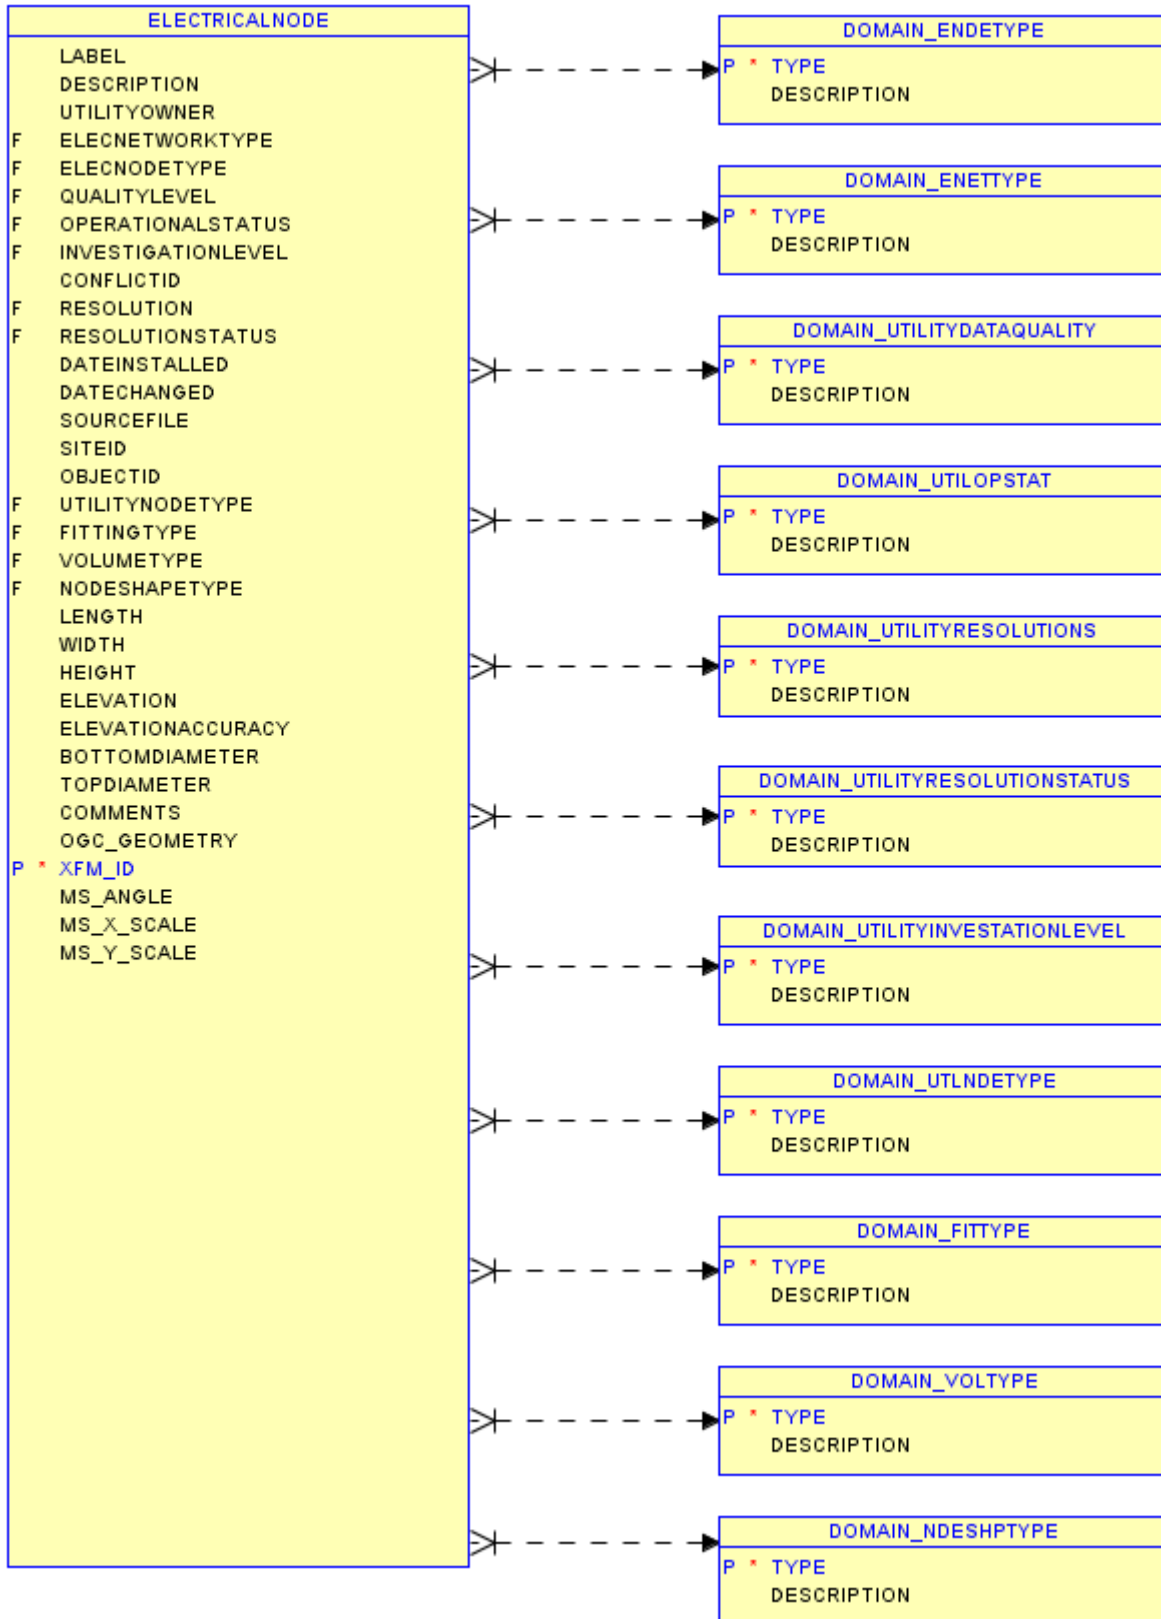 ELECTRICALNODE
LABEL
DESCRIPTION
UTILITYOWNER
F ELECNETWORKTYPE
F ELECNODETYPE
F QUALITYLEVEL
F OPERATIONALSTATUS
F INVESTIGATIONLEVEL
CONFLICTID
F RESOLUTION
F RESOLUTIONSTATUS
DATEINSTALLED
DATECHANGED
SOURCEFILE
SITEID
OBJECTID
F UTILITYNODETYPE
F FITTINGTYPE
F VOLUMETYPE
F NODESHAPETYPE
LENGTH
WIDTH
HEIGHT
ELEVATION
ELEVATIONACCURACY
BOTTOMDIAMETER
TOPDIAMETER
COMMENTS
OGC_GEOMETRY
P * XFM_ID
MS_ANGLE
MS_X_SCALE
MS_Y_SCALE
DOMAIN_ENDETYPE
P * TYPE
DESCRIPTION
DOMAIN_ENETTYPE
P * TYPE
DESCRIPTION
DOMAIN_UTILITYDATAQUALITY
P * TYPE
DESCRIPTION
DOMAIN_UTILOPSTAT
P * TYPE
DESCRIPTION
DOMAIN_UTILITYRESOLUTIONS
P * TYPE
DESCRIPTION
DOMAIN_UTILITYRESOLUTIONSTATUS
P * TYPE
DESCRIPTION
DOMAIN_UTILITYINVESTATIONLEVEL
P * TYPE
DESCRIPTION
DOMAIN_UTLNDETYPE
P * TYPE
DESCRIPTION
DOMAIN_FITTYPE
P * TYPE
DESCRIPTION
DOMAIN_VOLTYPE
P * TYPE
DESCRIPTION
DOMAIN_NDESHPTYPE
P * TYPE
DESCRIPTION